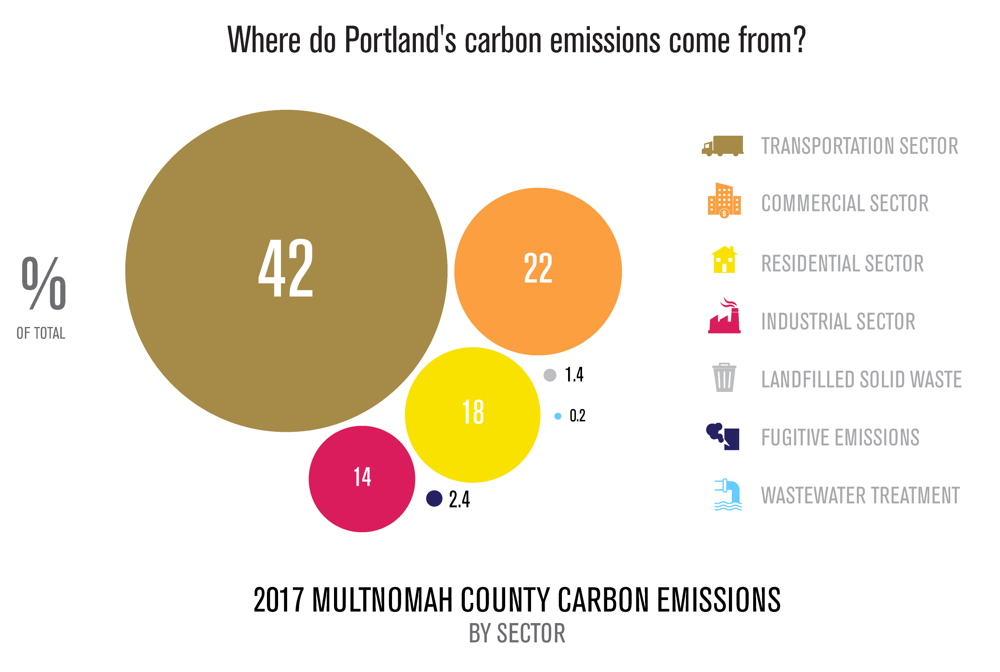 Where do Portland's carbon emissions come from?
%
OF TOTAL
42
22
18
14
1.4
0.2
2.4
TRANSPORTATION SECTOR
$
COMMERCIAL SECTOR
RESIDENTIAL SECTOR
INDUSTRIAL SECTOR
LANDFILLED SOLID WASTE
FUGITIVE EMISSIONS
WASTEWATER TREATMENT
2017 MULTNOMAH COUNTY CARBON EMISSIONS
BY SECTOR